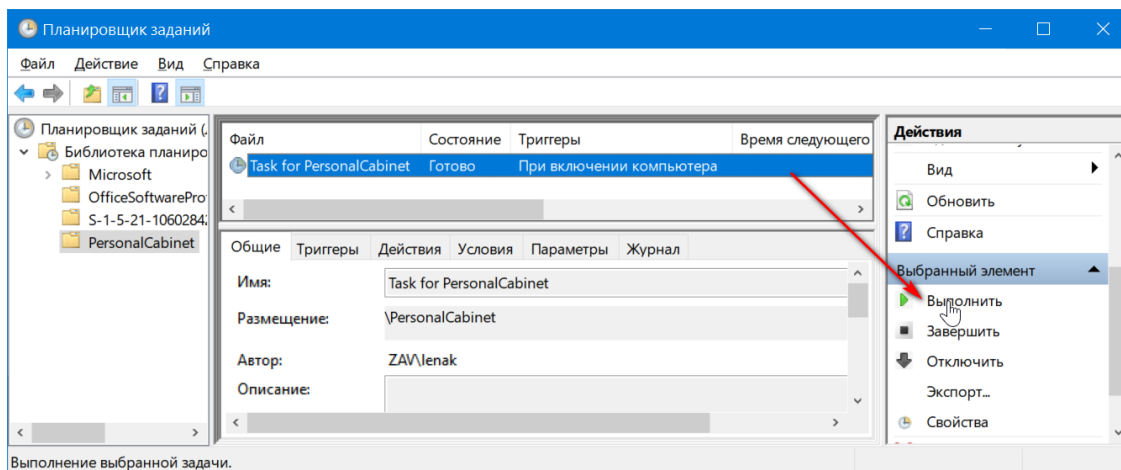 Планировщик заданий
Файл Действие Вид Справка
Планировщик заданий (
Библиотека планиро
Microsoft
OfficeSoftwarePro
S-1-5-21-1060284
PersonalCabinet
Файл Состояние Триггеры Время следующего
Task for PersonalCabinet Готово При включении компьютера
Общие Триггеры Действия Условия Параметры Журнал
Имя: Task for PersonalCabinet
Размещение: \PersonalCabinet
Автор: ZAV\lenak
Описание:
Действия
Вид
Обновить
Справка
Выбранный элемент
Выполнить
Завершить
Отключить
Экспорт...
Свойства
Выполнение выбранной задачи.